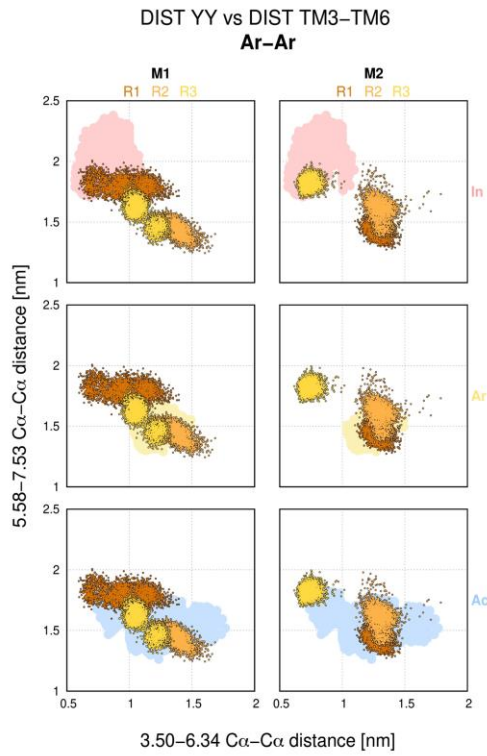 DIST YY vs DIST TM3−TM6
Ar−Ar
M1 M2
R1 R2 R3 R1 R2 R3
2.5
2
1.5
1
In
2.5
2
1.5
1
Ar
2.5
2
1.5
1
Ac
0.5 1 1.5 2 0.5 1 1.5 2
5.58−7.53 Cα−Cα distance [nm]
3.50−6.34 Cα−Cα distance [nm]